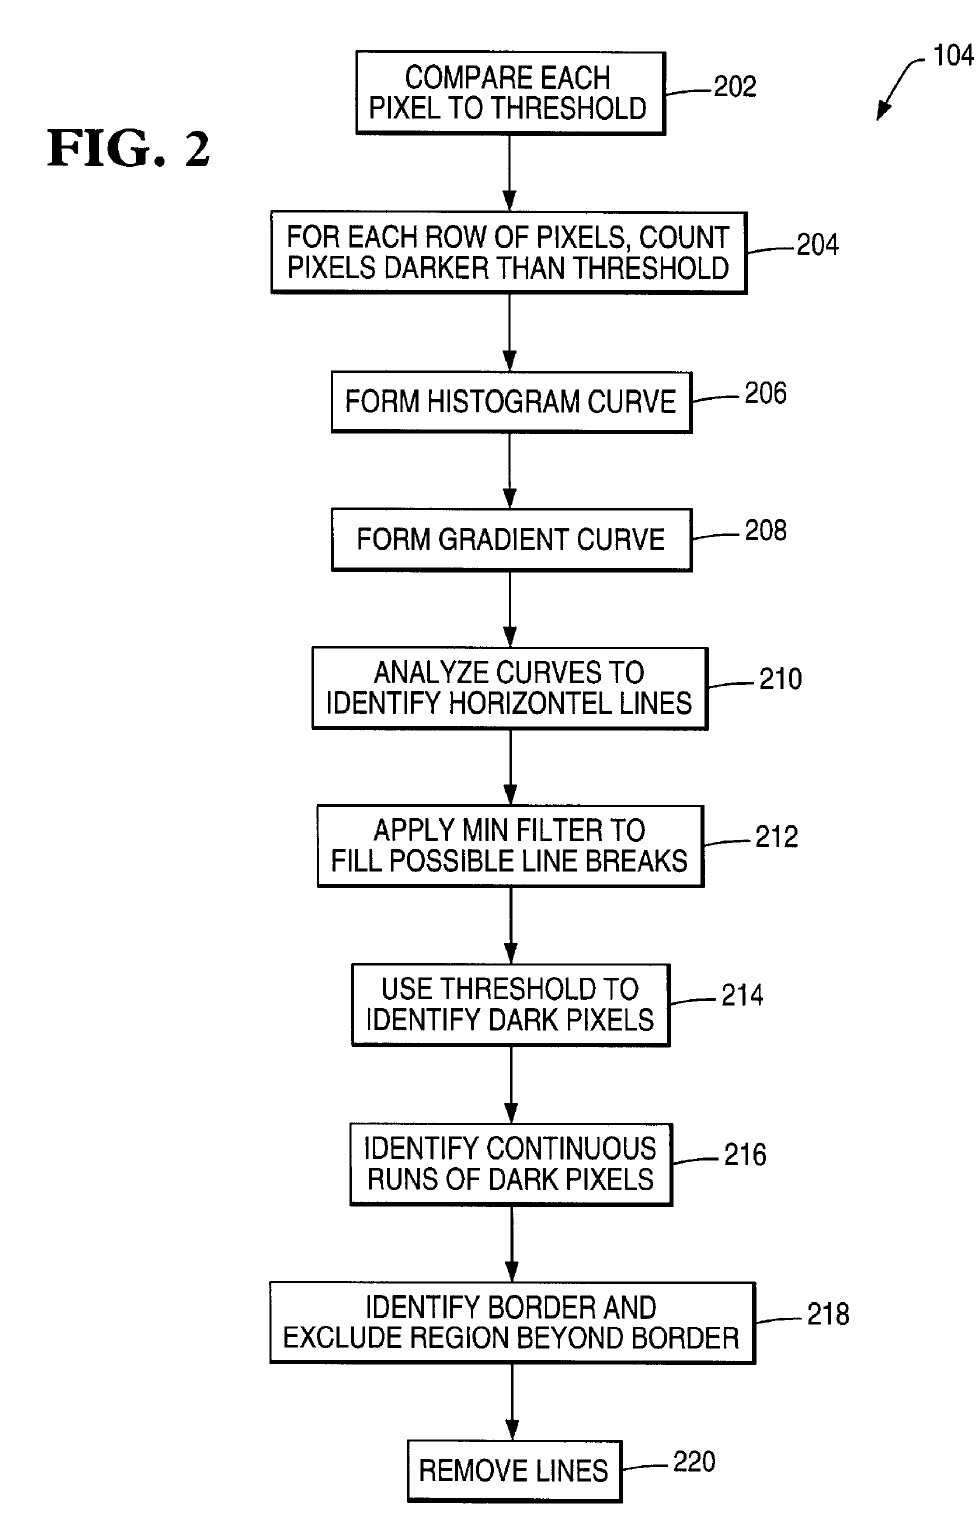 104
COMPARE EACH
PIXEL TO THRESHOLD
202
FIG. 2
FOR EACH ROW OF PIXELS, COUNT
PIXELS DARKER THAN THRESHOLD
204
FORM HISTOGRAM CURVE
206
FORM GRADIENT CURVE
208
ANALYZE CURVES TO
IDENTIFY HORIZONTEL LINES
210
APPLY MIN FILTER TO
FILL POSSIBLE LINE BREAKS
212
USE THRESHOLD TO
IDENTIFY DARK PIXELS
214
IDENTIFY CONTINUOUS
RUNS OF DARK PIXELS
216
IDENTIFY BORDER AND
EXCLUDE REGION BEYOND BORDER
218
REMOVE LINES
220